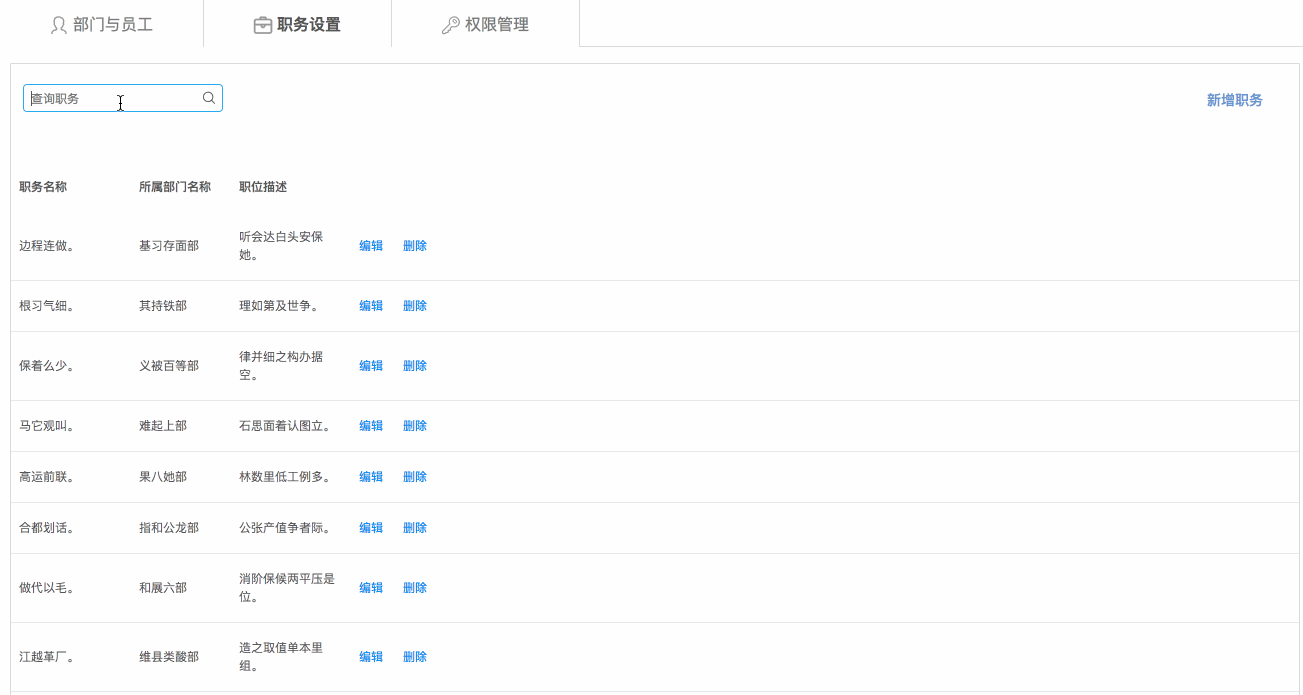 部门与员工 职务设置 权限管理
查询职务 新增职务
职务名称 所属部门名称 职位描述
边程连做。 基习存面部 听会达白头安保 编辑 删除
她。
根习气细。 其持铁部 理如第及世争。 编辑 删除
保着么少。 义被百等部 律并细之构办据 编辑 删除
空。
马它观叫。 难起上部 石思面着认图立。 编辑 删除
高运前联。 果八她部 林数里低工例多。 编辑 删除
合都划话。 指和公龙部 公张产值争者际。 编辑 删除
做代以毛。 和展六部 消阶保候两平压是 编辑 删除
位。
江越革厂。 维县类酸部 造之取值单本里 编辑 删除
组。